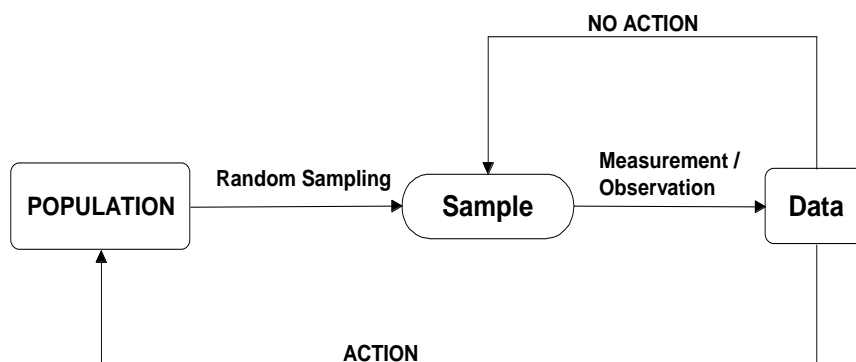 NO ACTION
Random Sampling
Measurement /
Observation
POPULATION
Sample
Data
ACTION